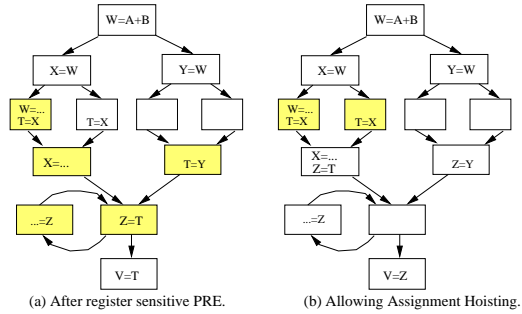 W=A+B
X=W
Y=W
W=...
T=X
T=X
X=...
T=Y
...=Z
Z=T
V=T
(a) After register sensitive PRE.
W=A+B
X=W
Y=W
W=...
T=X
T=X
X=...
Z=T
Z=Y
...=Z
V=Z
(b) Allowing Assignment Hoisting.